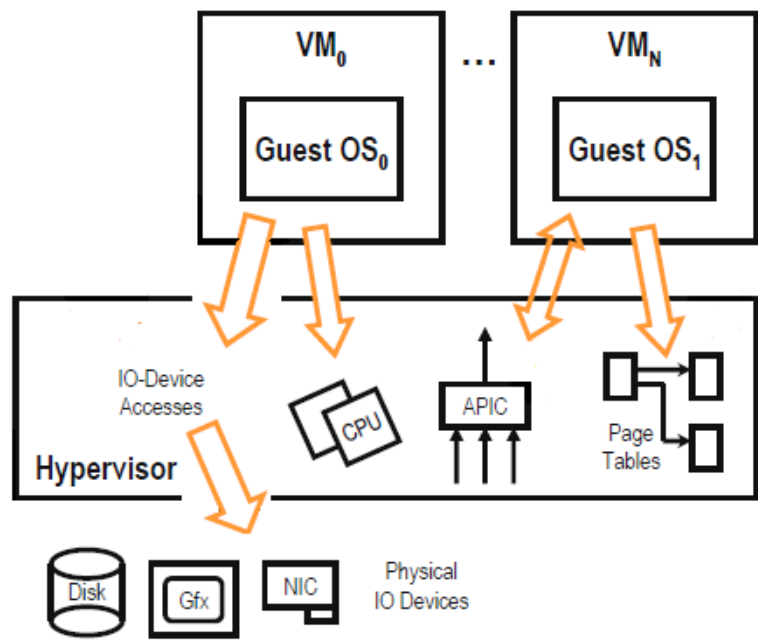 VM0
...
VMN
Guest OS0
Guest OS1
IO-Device
Accesses
CPU
APIC
Page
Tables
Hypervisor
Disk
Gfx
NIC
Physical
IO Devices